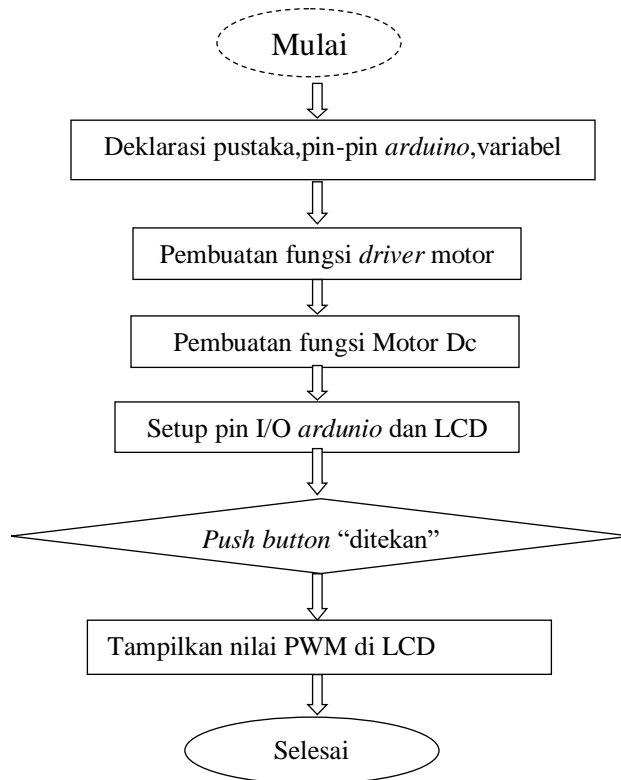 Mulai
Deklarasi pustaka,pin-pin arduino,variabel
Pembuatan fungsi driver motor
Pembuatan fungsi Motor Dc
Setup pin I/O ardunio dan LCD
Push button “ditekan”
Tampilkan nilai PWM di LCD
Selesai